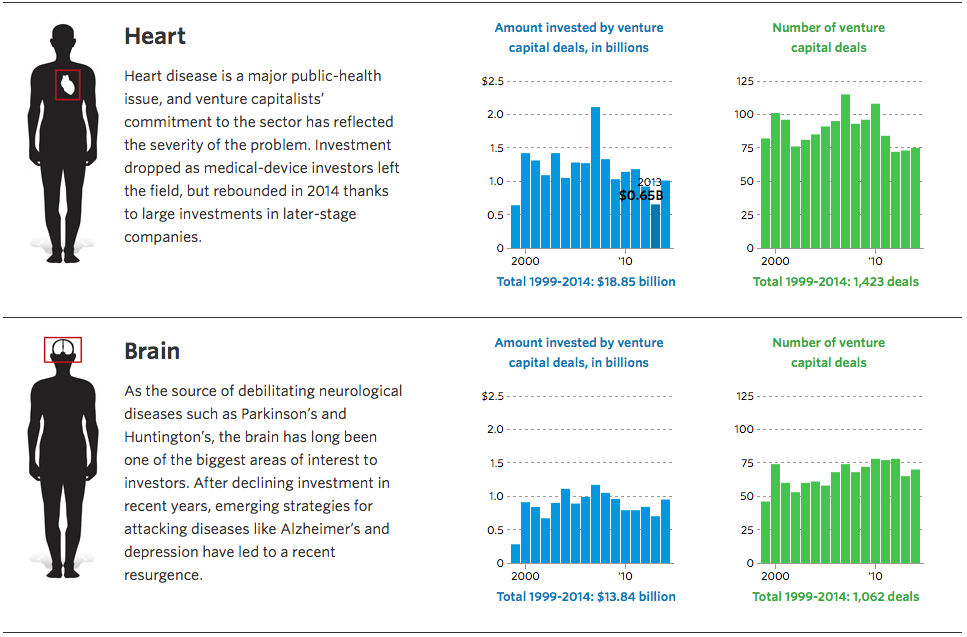 Heart
Heart disease is a major public-health
issue, and venture capitalists’
commitment to the sector has reflected
the severity of the problem. Investment
dropped as medical-device investors left
the field, but rebounded in 2014 thanks
to large investments in later-stage
companies.
Amount invested by venture
capital deals, in billions
$2.5
2.0
1.5
1.0
0.5
0
2013
$0.65B
2000
'10
Total 1999-2014: $18.85 billion
Number of venture
capital deals
125
100
75
50
25
0
2000
'10
Total 1999-2014: 1,423 deals
Brain
As the source of debilitating neurological
diseases such as Parkinson’s and
Huntington’s, the brain has long been
one of the biggest areas of interest to
investors. After declining investment in
recent years, emerging strategies for
attacking diseases like Alzheimer’s and
depression have led to a recent
resurgence.
Amount invested by venture
capital deals, in billions
$2.5
2.0
1.5
1.0
0.5
0
2000
'10
Total 1999-2014: $13.84 billion
Number of venture
capital deals
125
100
75
50
25
0
2000
'10
Total 1999-2014: 1,062 deals